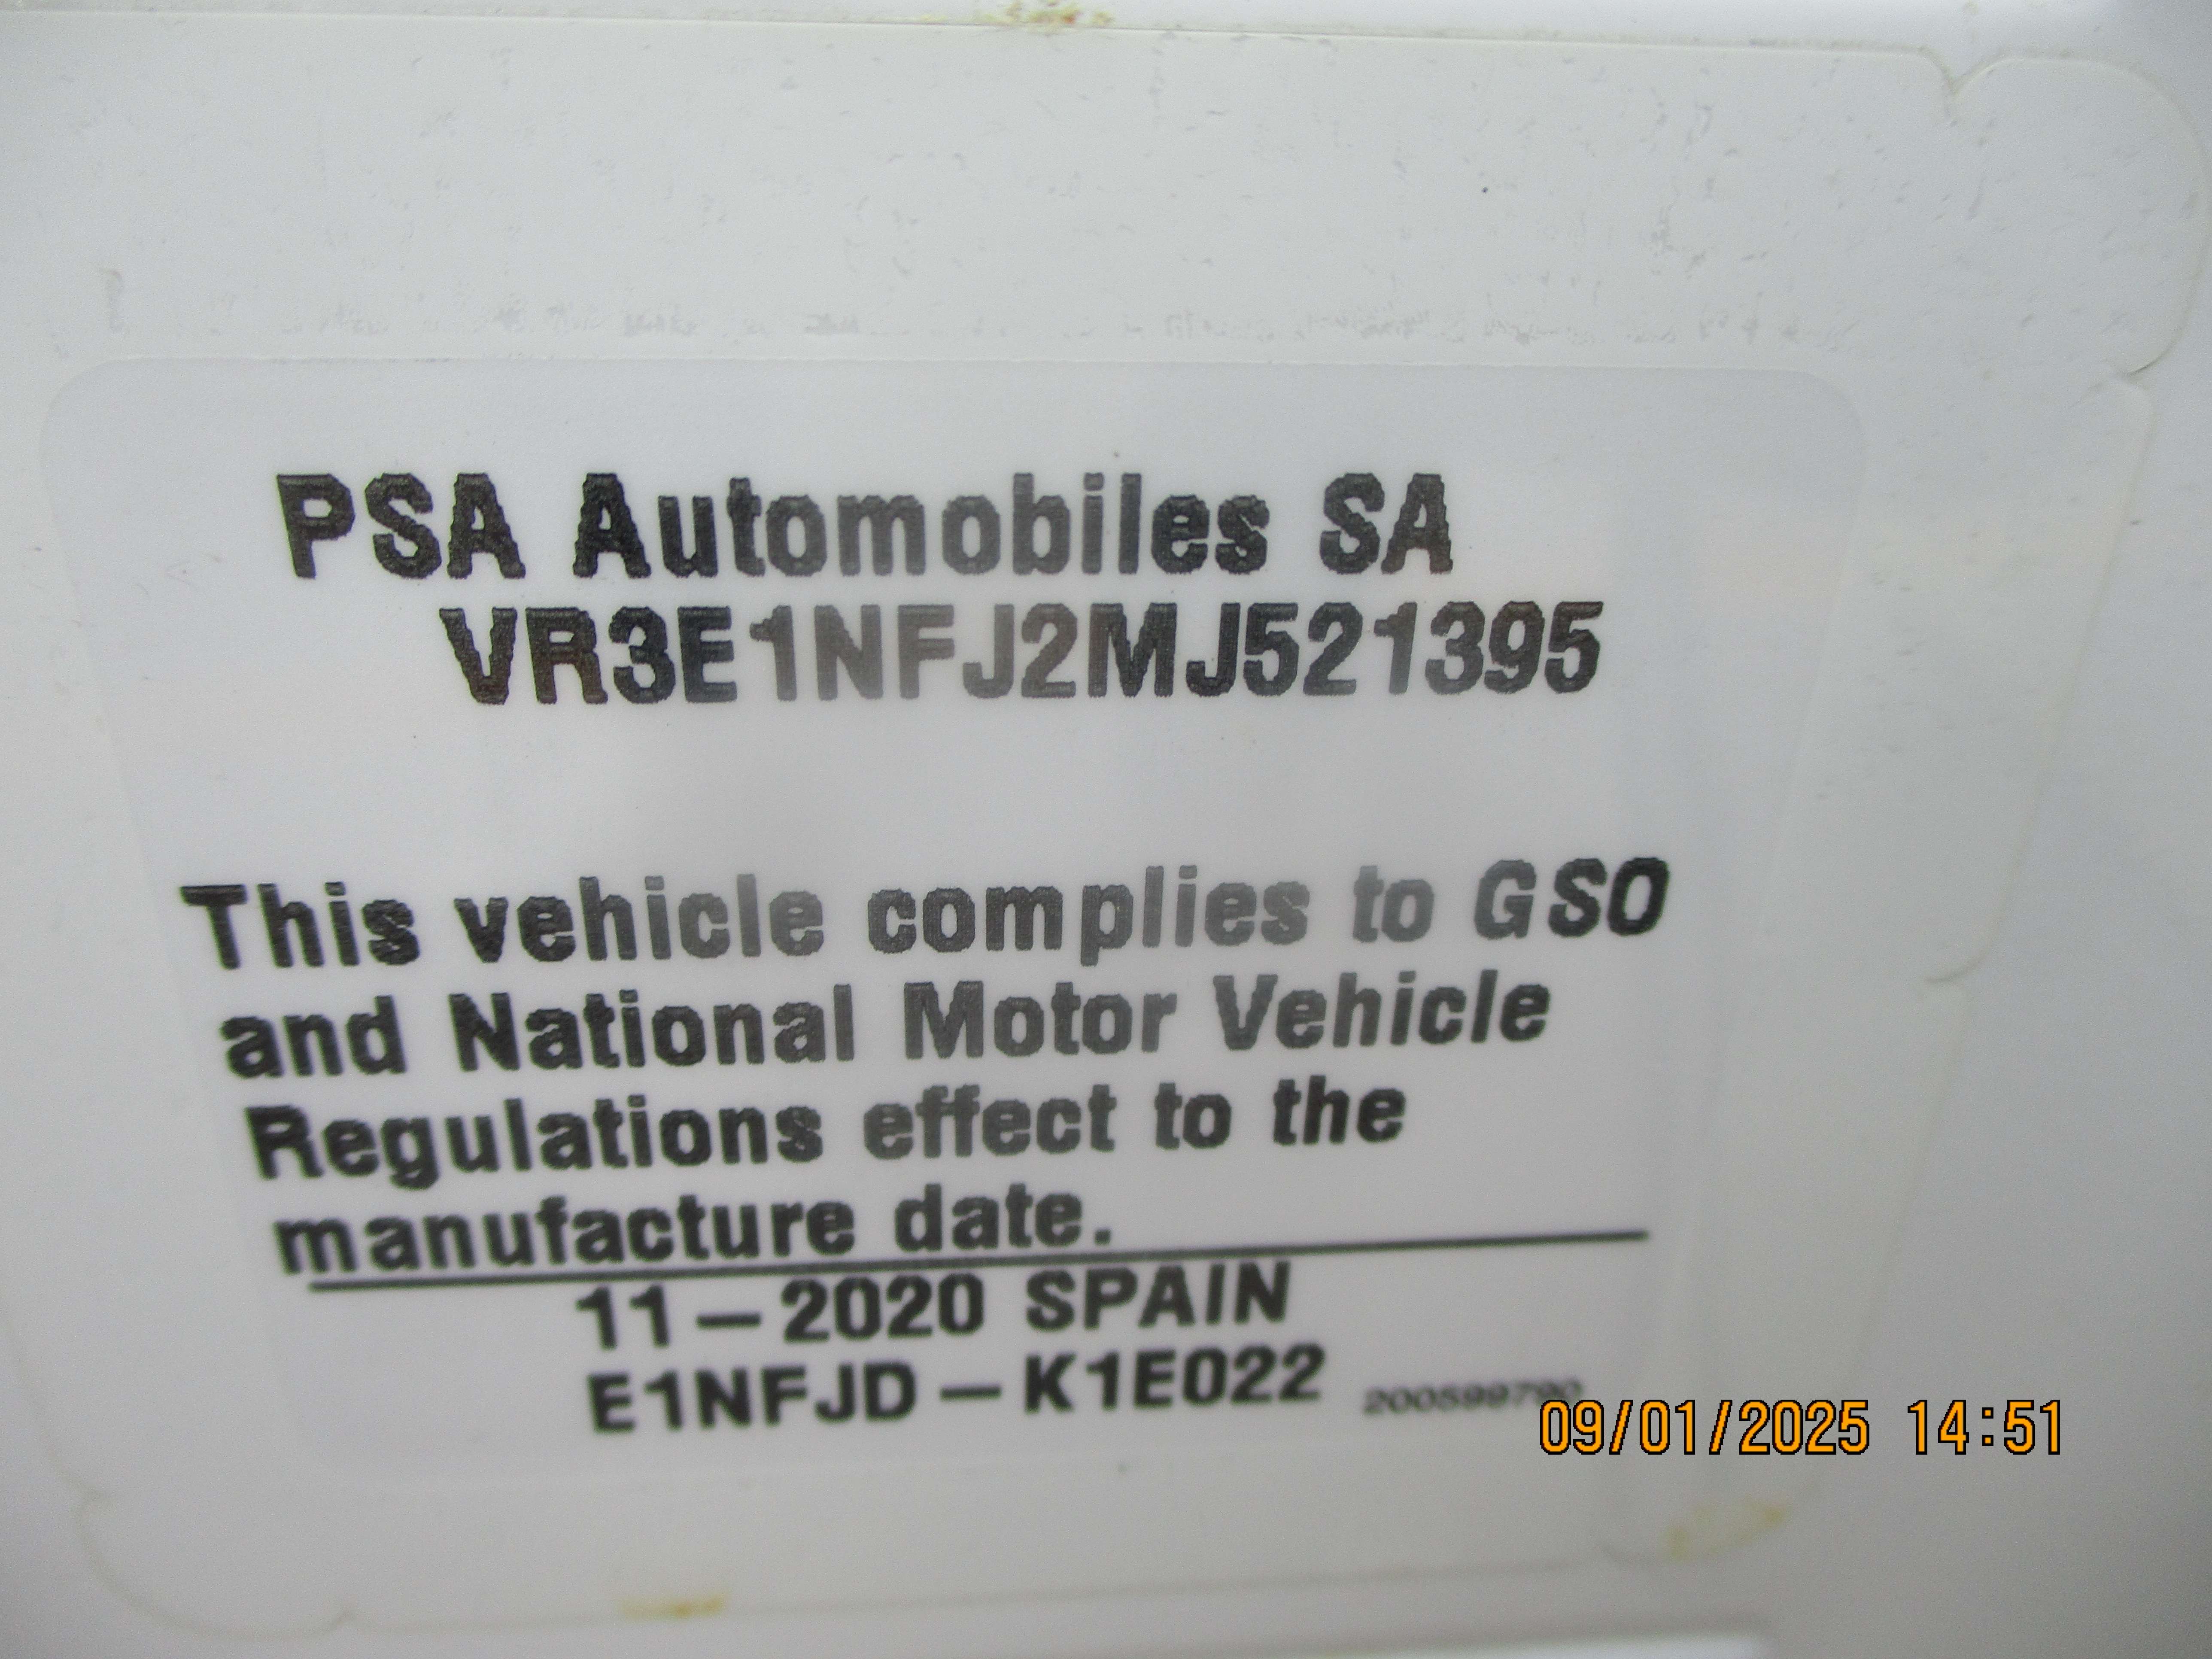 PSA Automobiles SA
VR3E1NFJ2MJ521395
This vehicle complies to GSO
and National Motor Vehicle
Regulations effect to the
manufacture date.
11-2020 SPAIN
E1NFJD-K1E022 200599790
09/01/2025 14:51